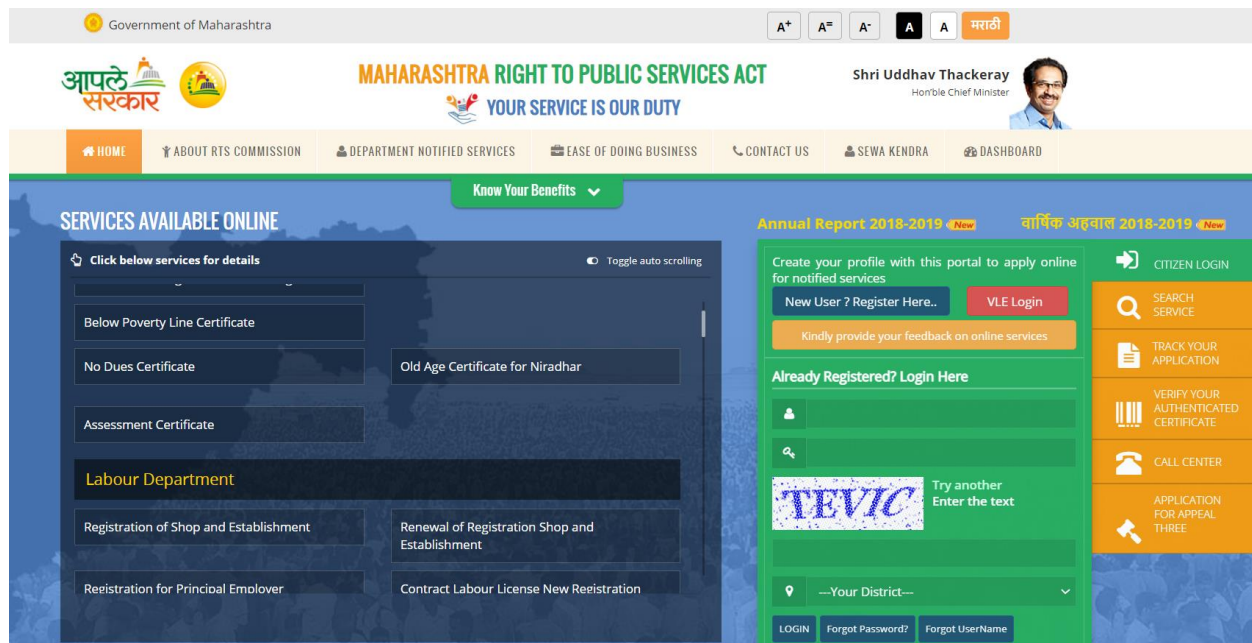 Government of Maharashtra
A+ A= A- A A मराठी
आपले
सरकार
MAHARASHTRA RIGHT TO PUBLIC SERVICES ACT
YOUR SERVICE IS OUR DUTY
Shri Uddhav Thackeray
Hon'ble Chief Minister
HOME ABOUT RTS COMMISSION DEPARTMENT NOTIFIED SERVICES EASE OF DOING BUSINESS CONTACT US SEWA KENDRA DASHBOARD
Know Your Benefits
SERVICES AVAILABLE ONLINE
Click below services for details Toggle auto scrolling
Below Poverty Line Certificate
No Dues Certificate Old Age Certificate for Niradhar
Assessment Certificate
Labour Department
Registration of Shop and Establishment
Renewal of Registration Shop and
Establishment
Registration for Principal Employer Contract Labour License New Registration
Annual Report 2018-2019 New वार्षिक अहवाल 2018-2019 New
Create your profile with this portal to apply online
for notified services
New User ? Register Here.. VLE Login
Kindly provide your feedback on online services
Already Registered? Login Here
TEVIC
Try another
Enter the text
---Your District---
LOGIN Forgot Password? Forgot UserName
CITIZEN LOGIN
SEARCH
SERVICE
TRACK YOUR
APPLICATION
VERIFY YOUR
AUTHENTICATED
CERTIFICATE
CALL CENTER
APPLICATION
FOR APPEAL
THREE